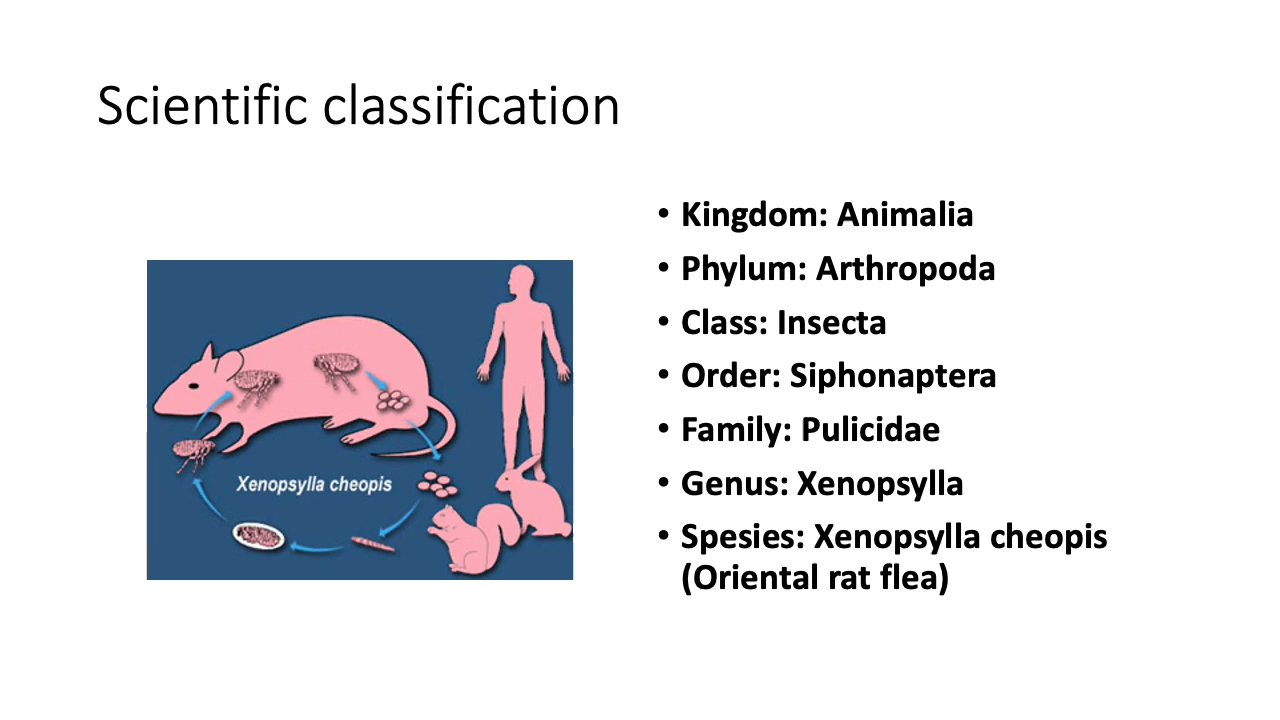 Scientific classification
Xenopsylla cheopis
• Kingdom: Animalia
• Phylum: Arthropoda
• Class: Insecta
• Order: Siphonaptera
• Family: Pulicidae
• Genus: Xenopsylla
• Spesies: Xenopsylla cheopis
(Oriental rat flea)